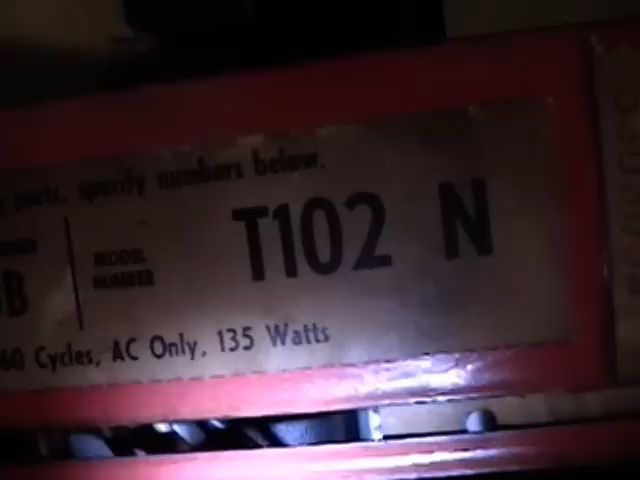 parts, specify numbers below.
MODEL
NUMBER
T102 N
B
60 Cycles, AC Only, 135 Watts